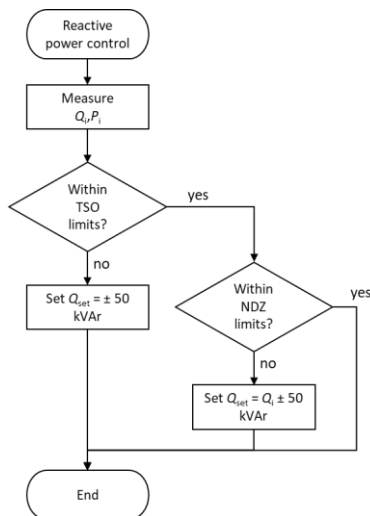 Reactive
power control
Measure
Qi,Pi
Within
TSO
limits?
yes
no
Set Qset = ± 50
kVAr
Within
NDZ
limits?
yes
no
Set Qset = Qi ± 50
kVAr
End